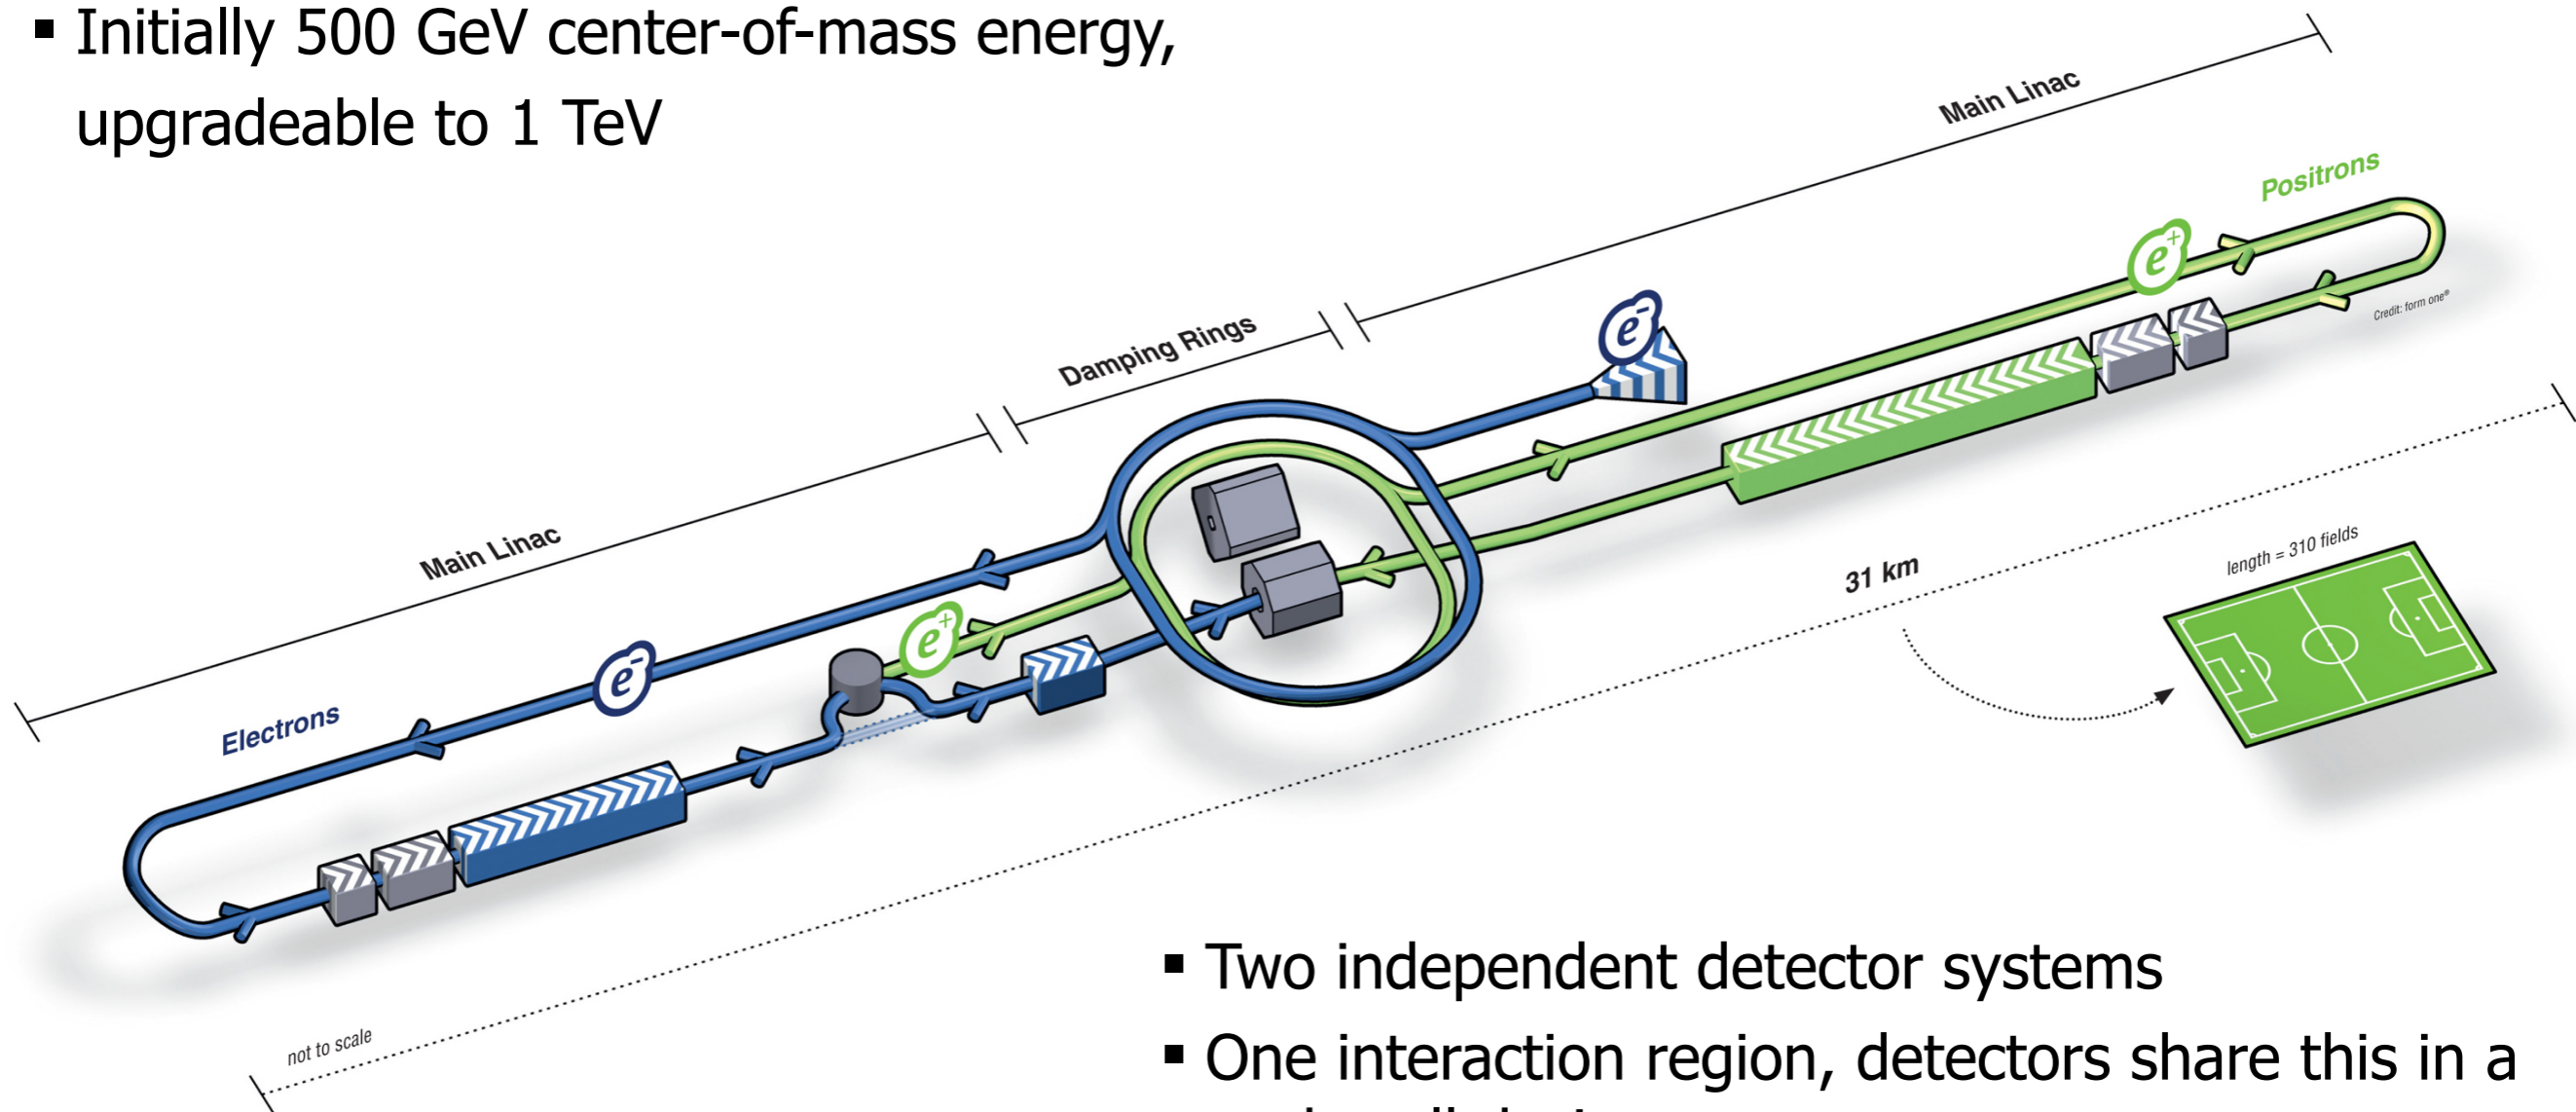 ▪ Initially 500 GeV center-of-mass energy,
upgradeable to 1 TeV
Main Linac
Positrons
e+
Credit: form one®
e-
Damping Rings
Main Linac
31 km
length = 310 fields
e+
e-
Electrons
not to scale
▪ Two independent detector systems
▪ One interaction region, detectors share this in a